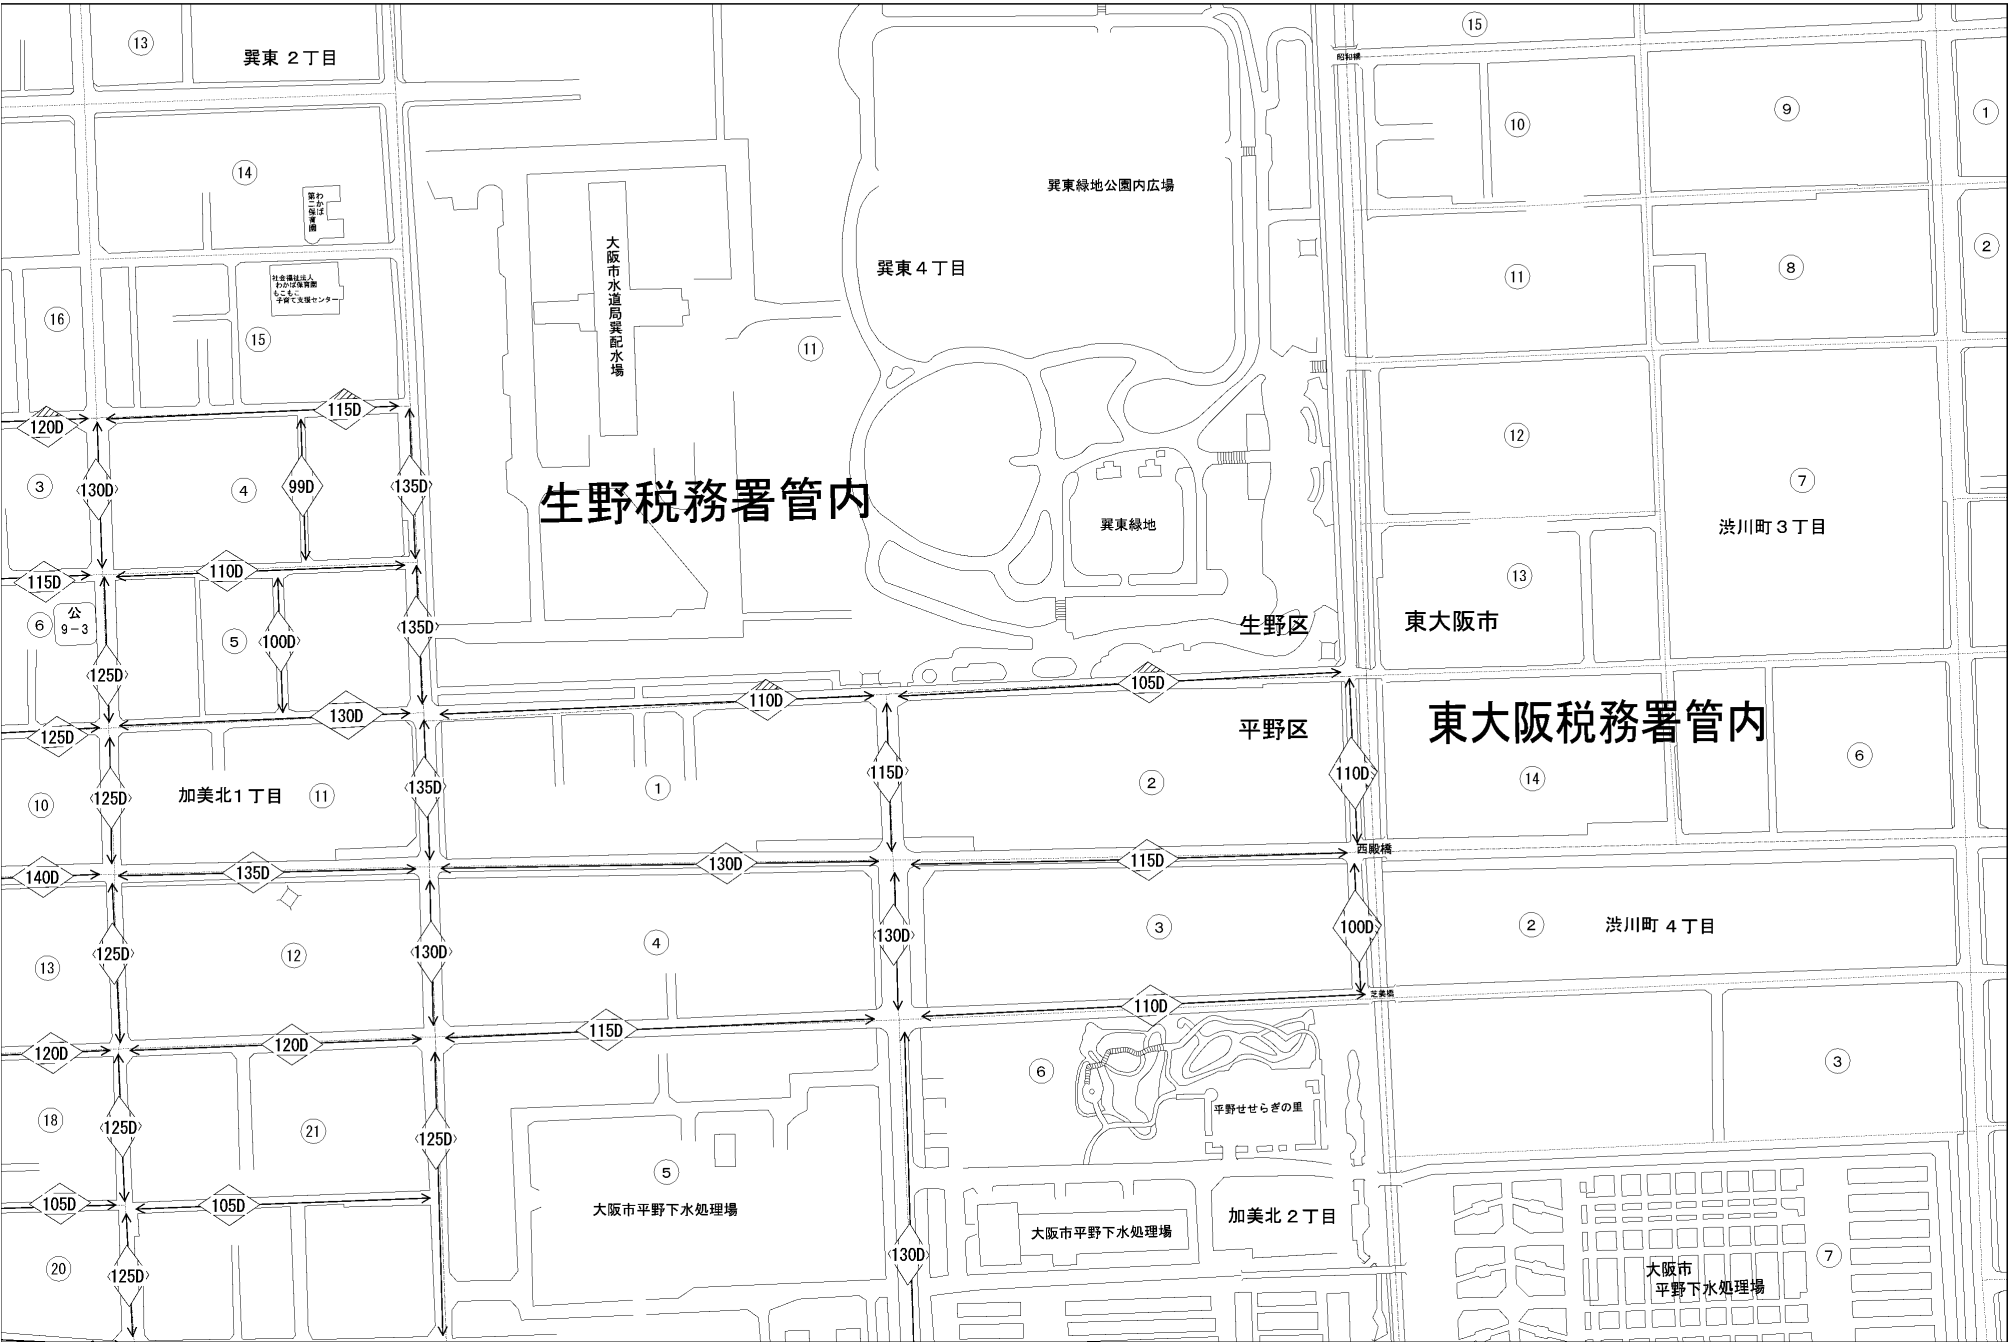 13
巽東 2丁目
15
昭和橋
10
9
1
14
わかば
第二保育園
巽東緑地公園内広場
大阪市水道局巽配水場
巽東4丁目
11
8
2
社会福祉法人
わかば保育園
もこもこ
子育て支援センター
16
15
11
120D
115D
12
3
130D
4
99D
135D
生野税務署管内
7
巽東緑地
渋川町3丁目
115D
110D
13
6
公
9-3
5
100D
135D
生野区
東大阪市
125D
105D
110D
130D
125D
平野区
東大阪税務署管内
115D
110D
6
10
125D
加美北1丁目
11
135D
1
2
14
西殿橋
140D
135D
130D
115D
13
125D
12
130D
4
130D
3
100D
2
渋川町 4丁目
芝美橋
120D
120D
115D
110D
18
125D
21
125D
6
平野せせらぎの里
3
5
105D
105D
大阪市平野下水処理場
大阪市平野下水処理場
加美北2丁目
130D
20
125D
7
大阪市
平野下水処理場